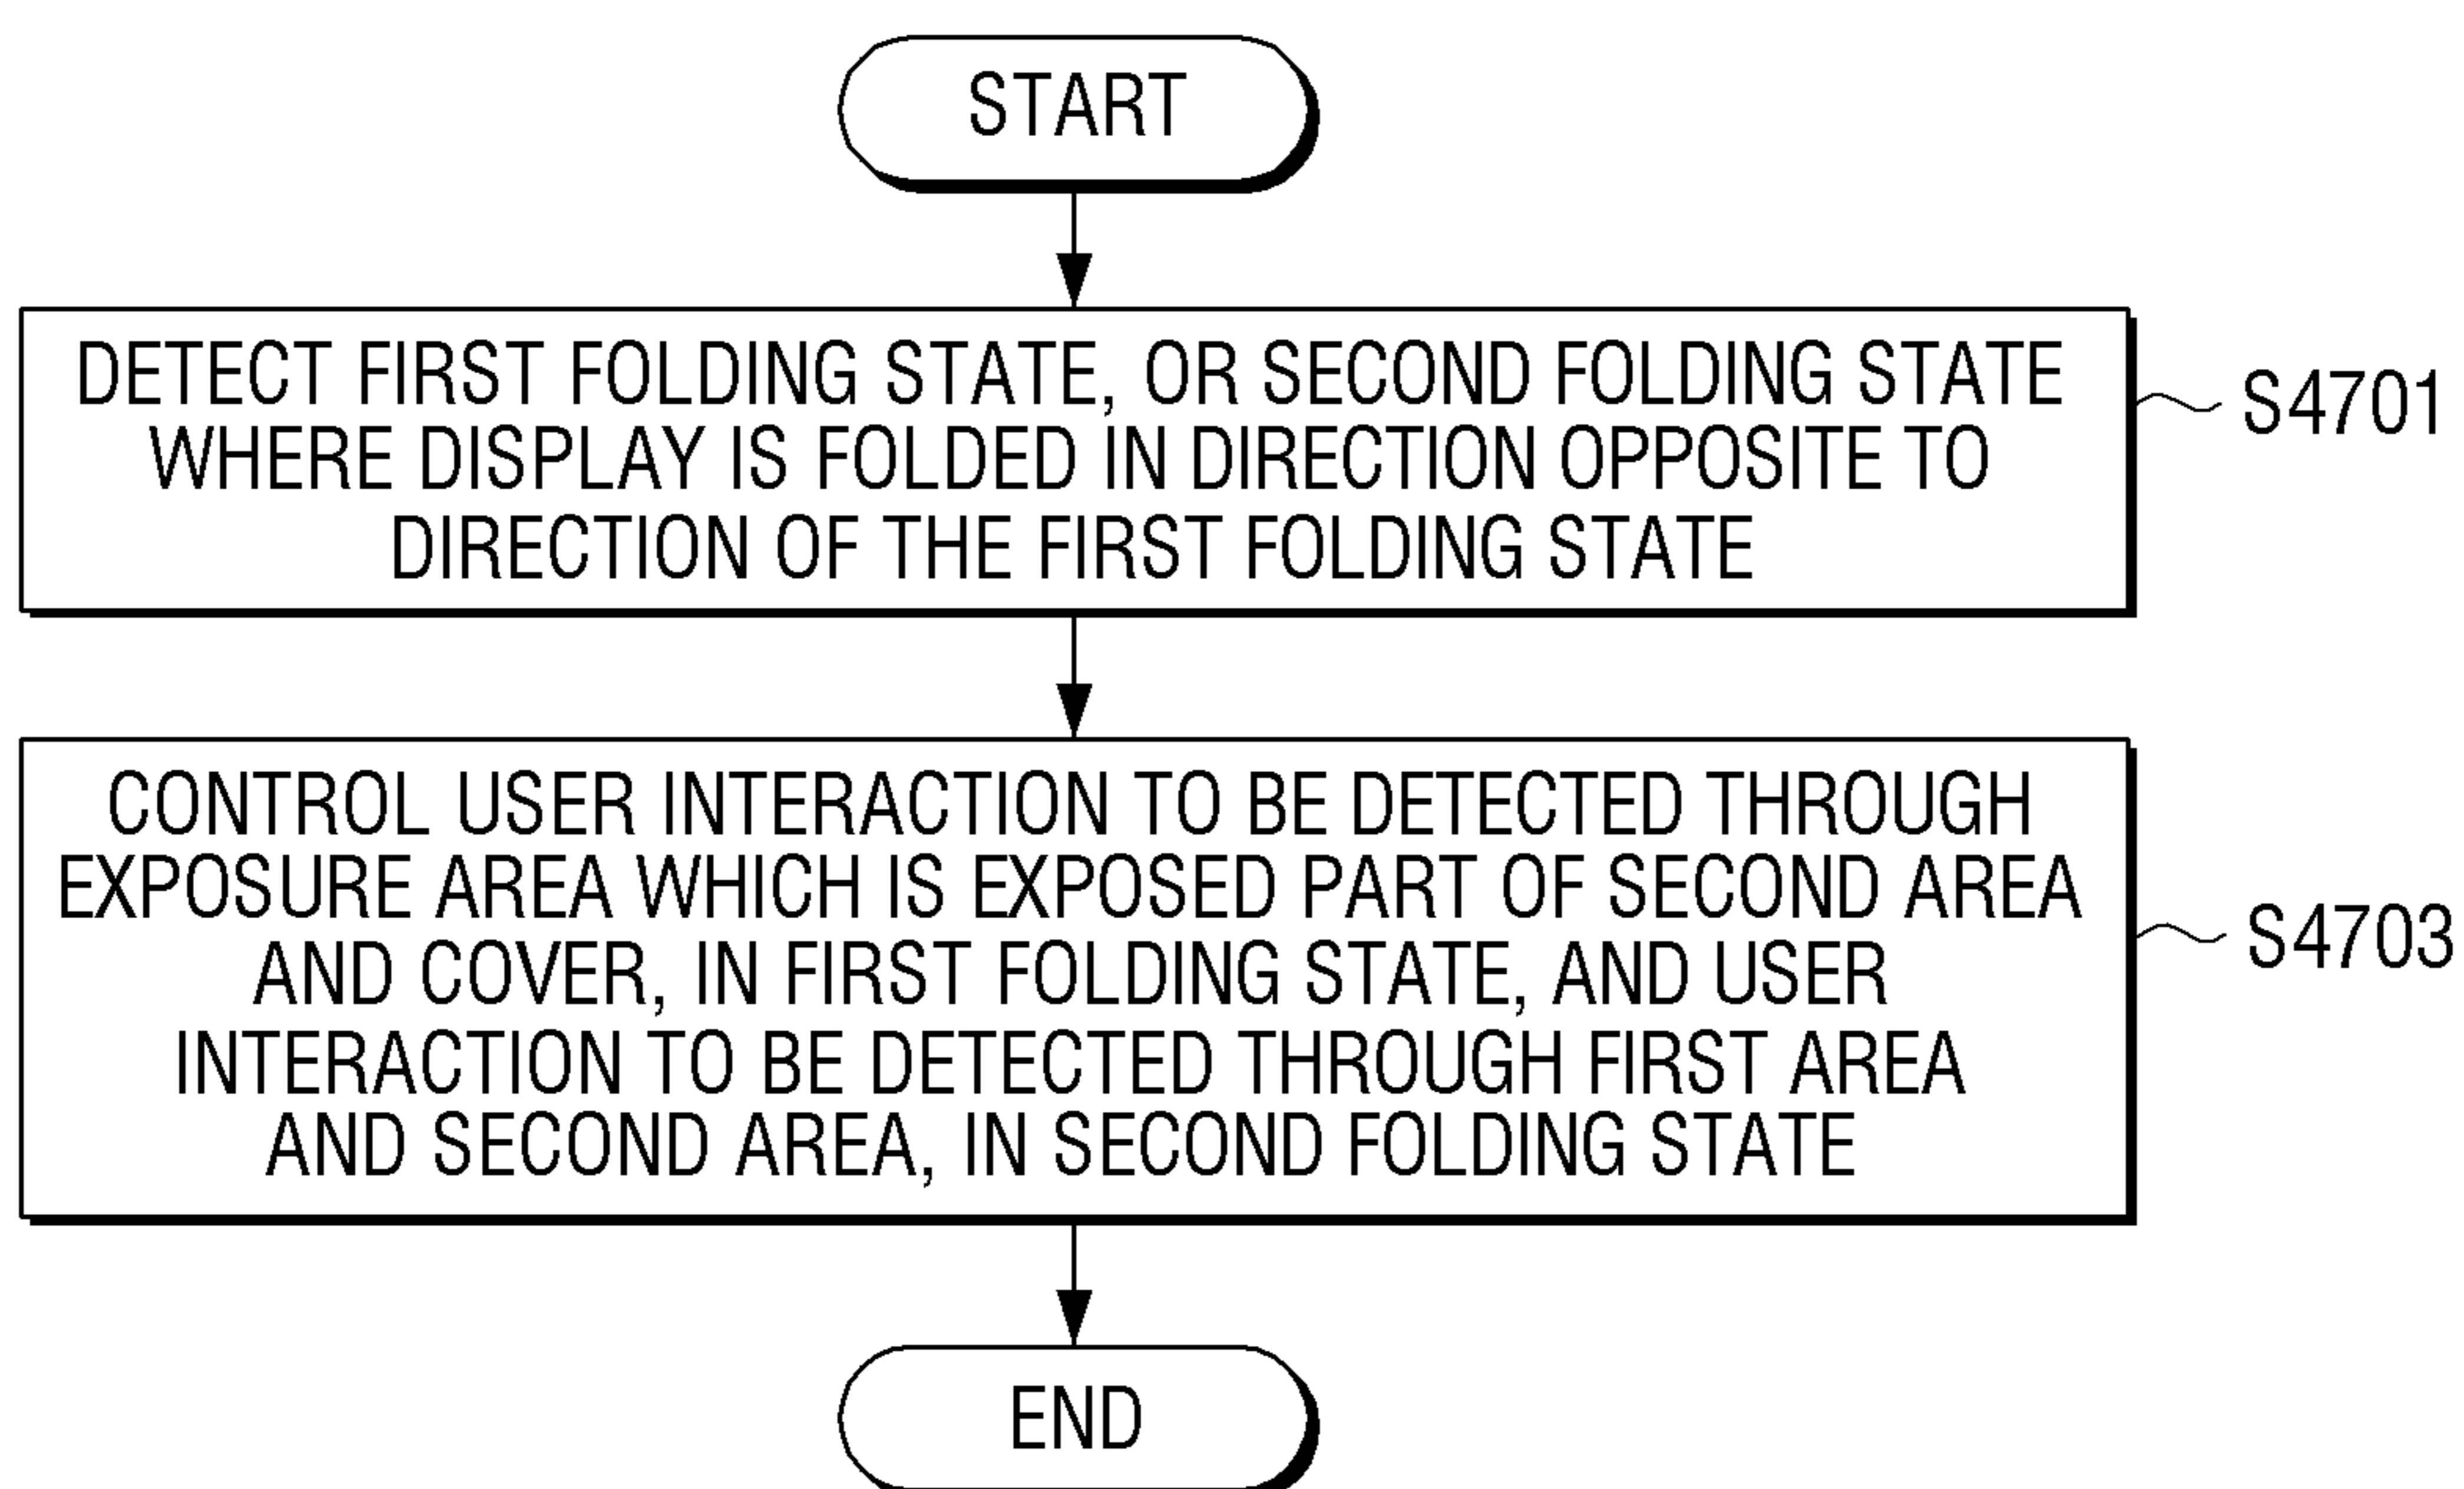 START
DETECT FIRST FOLDING STATE, OR SECOND FOLDING STATE
WHERE DISPLAY IS FOLDED IN DIRECTION OPPOSITE TO
DIRECTION OF THE FIRST FOLDING STATE
S4701
CONTROL USER INTERACTION TO BE DETECTED THROUGH
EXPOSURE AREA WHICH IS EXPOSED PART OF SECOND AREA
AND COVER, IN FIRST FOLDING STATE, AND USER
INTERACTION TO BE DETECTED THROUGH FIRST AREA
AND SECOND AREA, IN SECOND FOLDING STATE
S4703
END